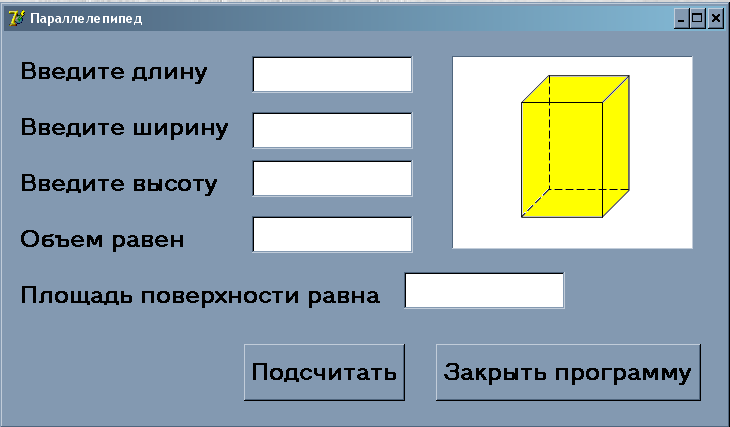 Параллелепипед
Введите длину
Введите ширину
Введите высоту
Объем равен
Площадь поверхности равна
Подсчитать
Закрыть программу